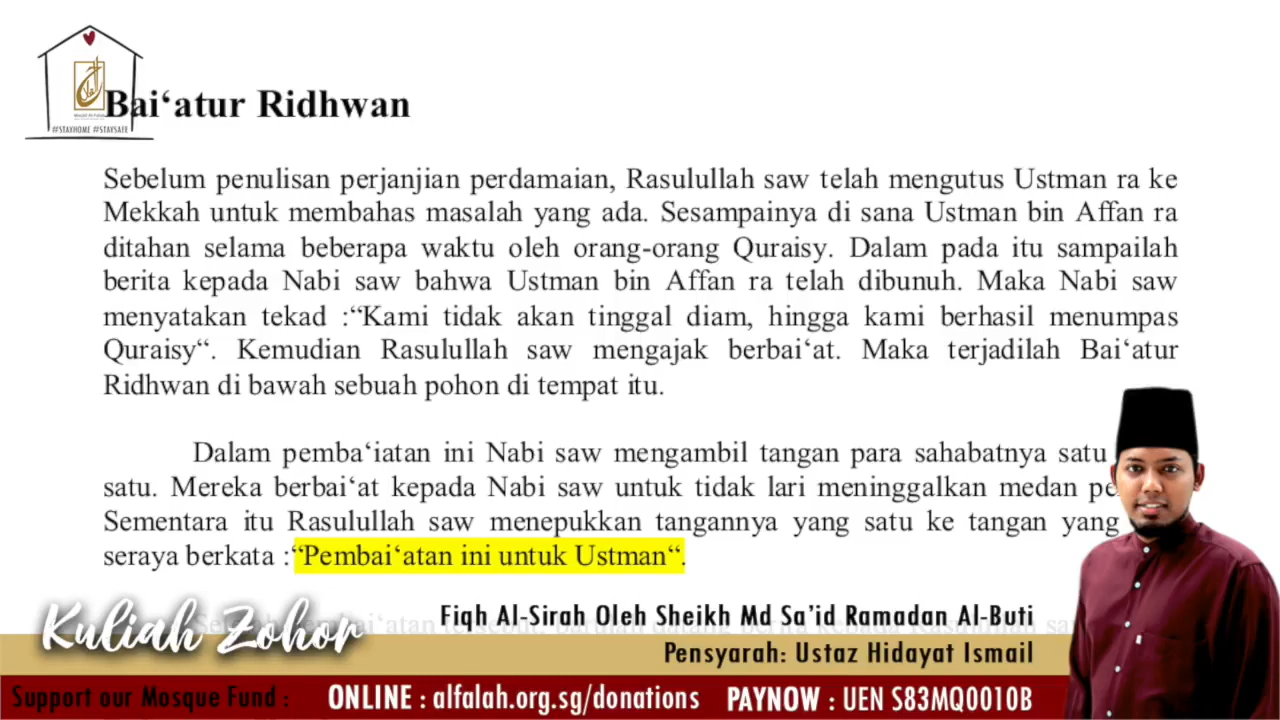 #STAYHOME #STAYSAFE
Bai‘atur Ridhwan
Sebelum penulisan perjanjian perdamaian, Rasulullah saw telah mengutus Ustman ra ke
Mekkah untuk membahas masalah yang ada. Sesampainya di sana Ustman bin Affan ra
ditahan selama beberapa waktu oleh orang-orang Quraisy. Dalam pada itu sampailah
berita kepada Nabi saw bahwa Ustman bin Affan ra telah dibunuh. Maka Nabi saw
menyatakan tekad :“Kami tidak akan tinggal diam, hingga kami berhasil menumpas
Quraisy“. Kemudian Rasulullah saw mengajak berbai‘at. Maka terjadilah Bai‘atur
Ridhwan di bawah sebuah pohon di tempat itu.
Dalam pemba‘iatan ini Nabi saw mengambil tangan para sahabatnya satu
satu. Mereka berbai‘at kepada Nabi saw untuk tidak lari meninggalkan medan
Sementara itu Rasulullah saw menepukkan tangannya yang satu ke tangan yang
seraya berkata :“Pembai‘atan ini untuk Ustman“.
Kuliah Zohor
Fiqh Al-Sirah Oleh Sheikh Md Sa’id Ramadan Al-Buti
Pensyarah: Ustaz Hidayat Ismail
Support our Mosque Fund : ONLINE : alfalah.org.sg/donations PAYNOW : UEN S83MQ0010B